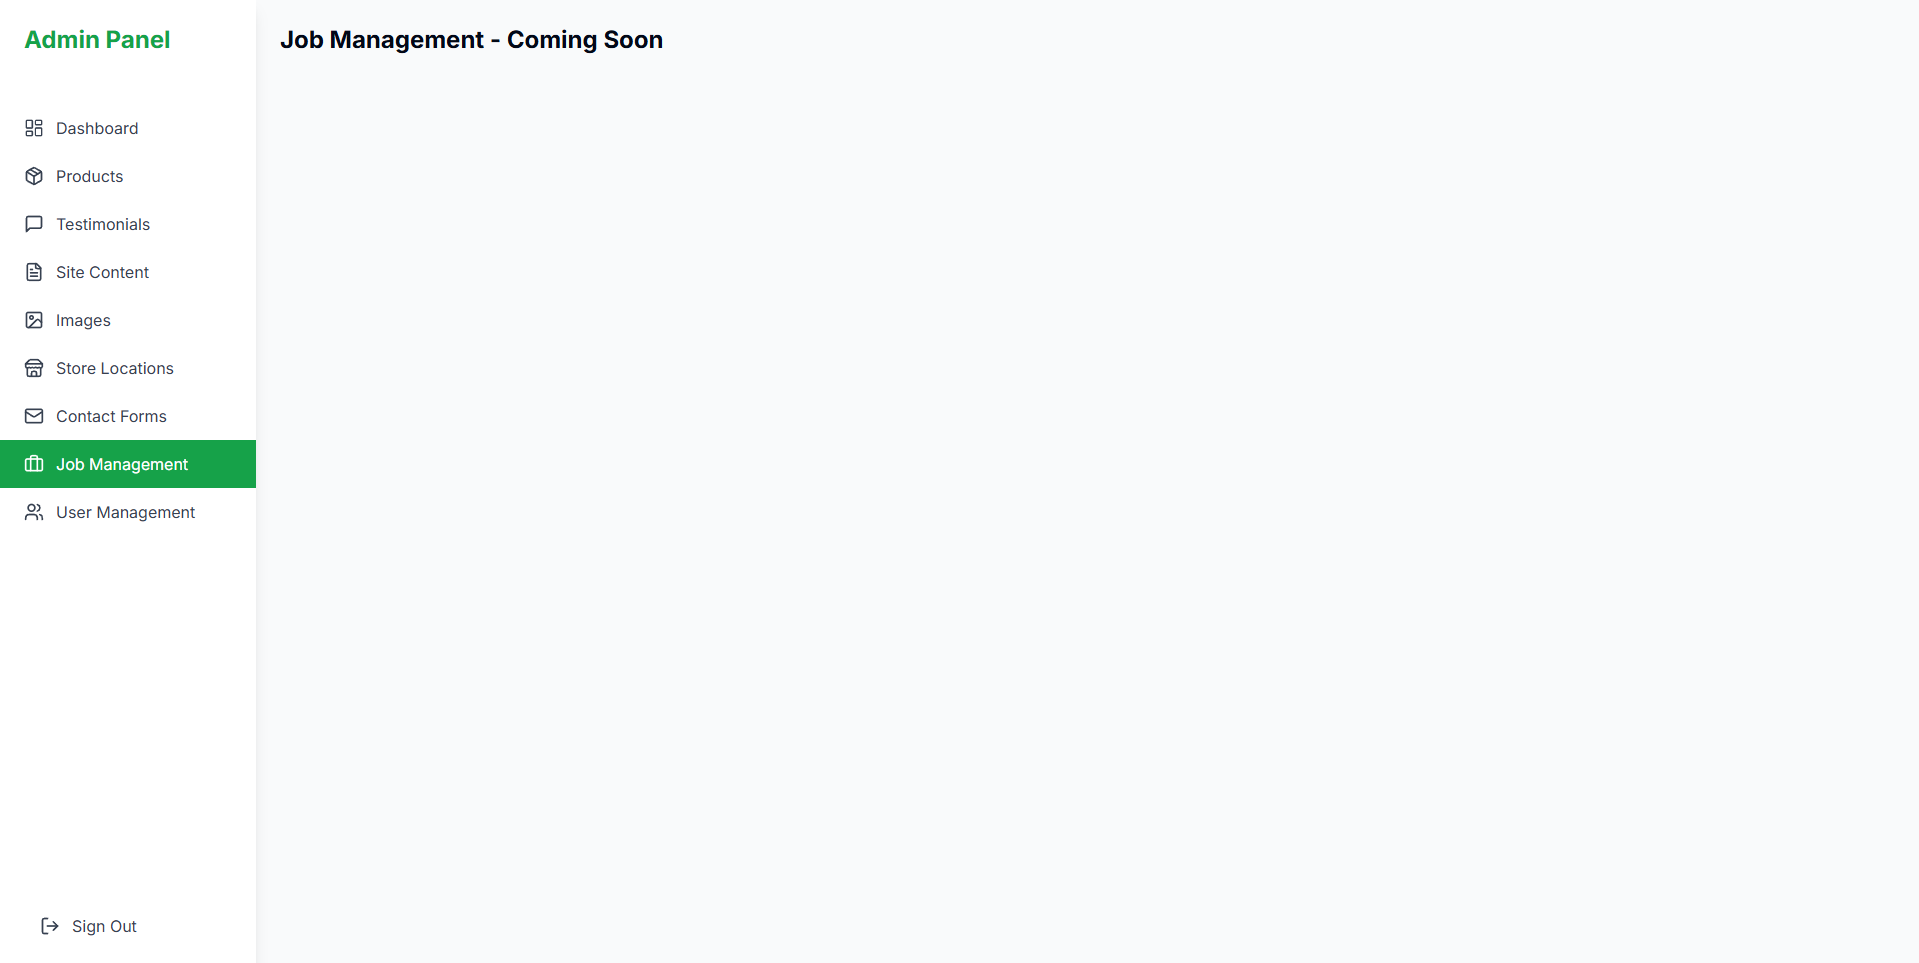 Admin Panel
Job Management - Coming Soon
Dashboard
Products
Testimonials
Site Content
Images
Store Locations
Contact Forms
Job Management
User Management
Sign Out